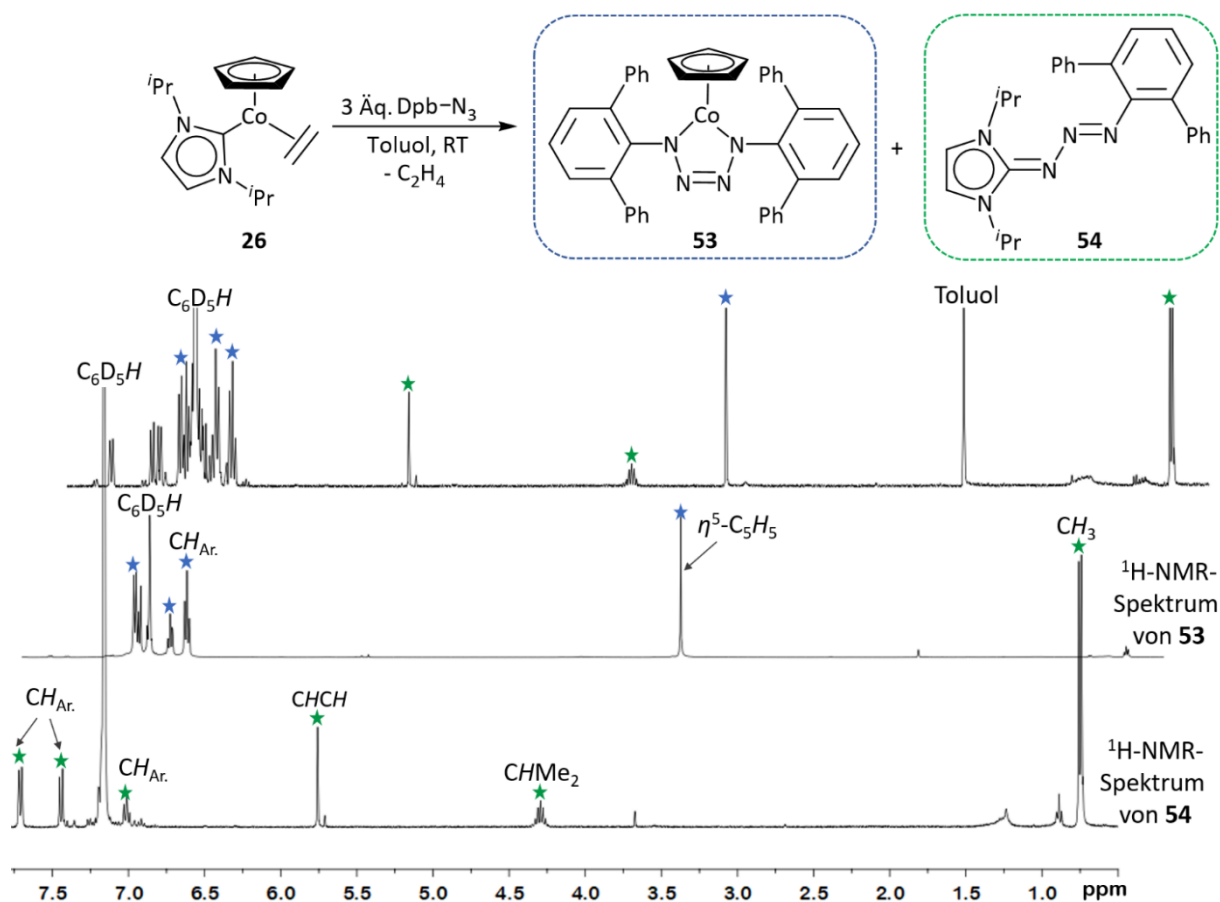 iPr
Co
N
N
iPr
26
3 Äq. Dpb−N3
Toluol, RT
- C2H4
Ph
Ph
Co
N
N
N=N
Ph
Ph
53
+
Ph
iPr
N
N=N
Ph
N
N
iPr
54
C6D5H
C6D5H
Toluol
C6D5H
CHAr.
η5-C5H5
CH3
1H-NMR-
Spektrum
von 53
CHAr.
CHAr.
CHCH
CHMe2
1H-NMR-
Spektrum
von 54
7.5 7.0 6.5 6.0 5.5 5.0 4.5 4.0 3.5 3.0 2.5 2.0 1.5 1.0 ppm